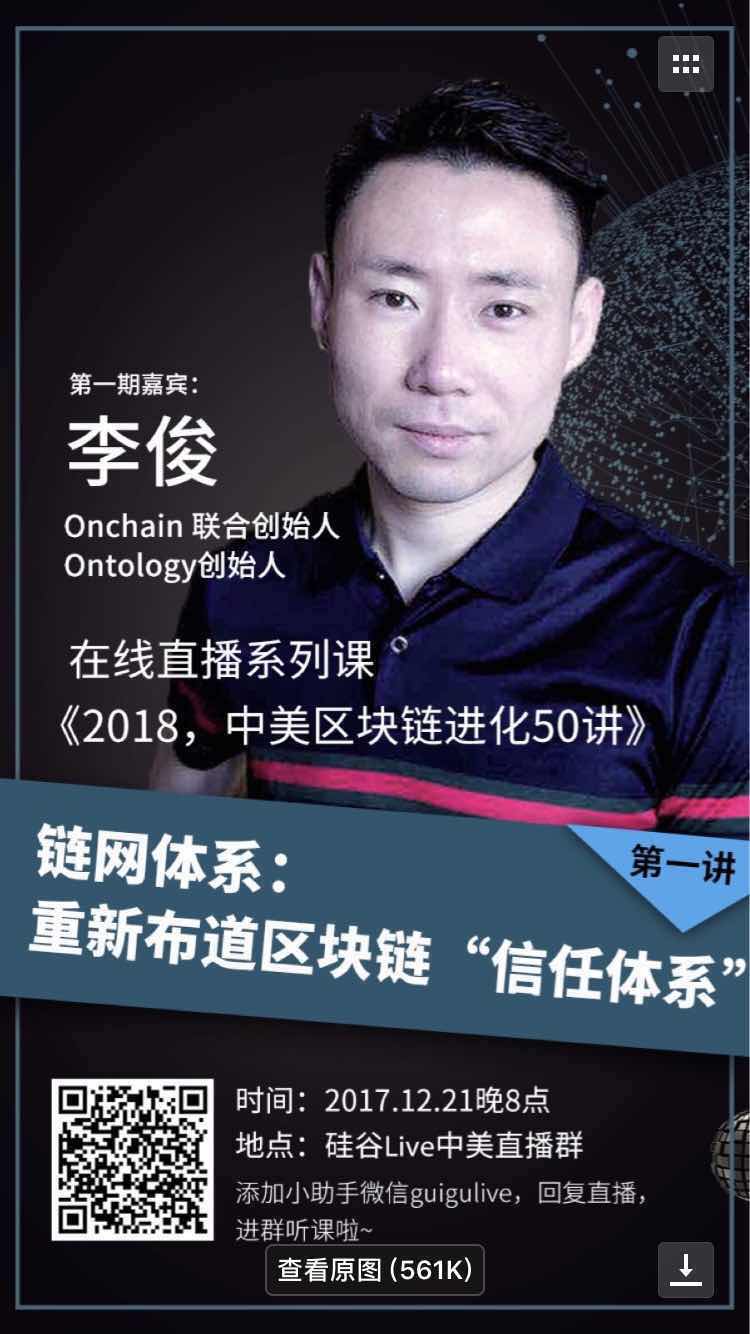 第一期嘉宾：
李俊
Onchain 联合创始人
Ontology创始人
在线直播系列课
《2018，中美区块链进化50讲》
第一讲
链网体系：
重新布道区块链“信任体系”
时间：2017.12.21晚8点
地点：硅谷Live中美直播群
添加小助手微信guigulive，回复直播，
进群听课啦~
查看原图 (561K)